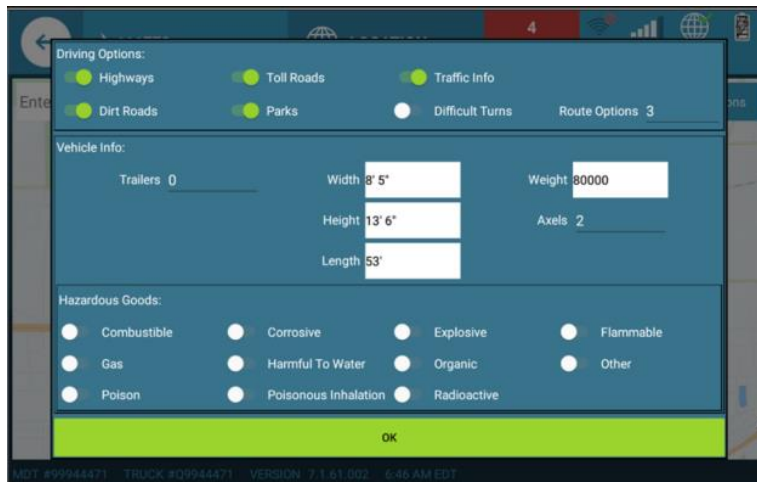 4
LOCATION
Driving Options:
Highways Toll Roads Traffic Info
Dirt Roads Parks Difficult Turns Route Options 3
Ente
ons
Vehicle Info:
Trailers 0 Width 8' 5" Weight 80000
Height 13' 6" Axels 2
Length 53'
Hazardous Goods:
Combustible Corrosive Explosive Flammable
Gas Harmful To Water Organic Other
Poison Poisonous Inhalation Radioactive
OK
MDT #99944471 TRUCK #Q9944471 VERSION 7.1.61.002 6:46 AM EDT